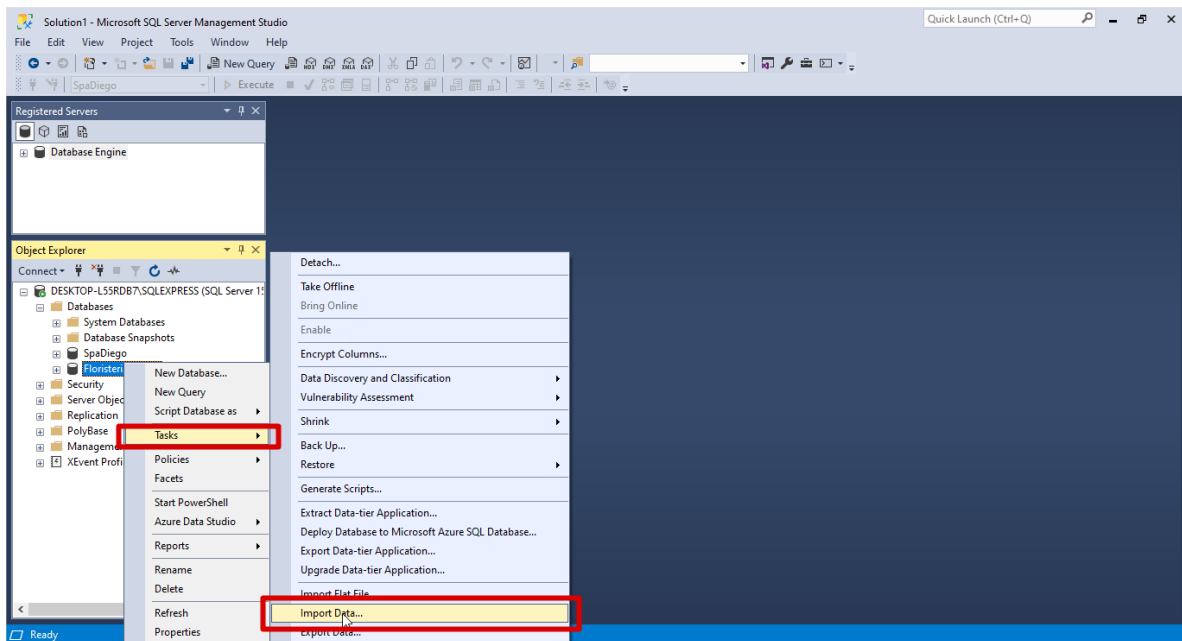 Solution1 - Microsoft SQL Server Management Studio
Quick Launch (Ctrl+Q)
File Edit View Project Tools Window Help
New Query
SpaDiego
Execute
Registered Servers
Database Engine
Object Explorer
Connect
DESKTOP-L55RDB7\SQLEXPRESS (SQL Server 15
Databases
System Databases
Database Snapshots
SpaDiego
Floristeri
Security
Server Objec
Replication
PolyBase
Manageme
XEvent Profi
New Database...
New Query
Script Database as
Tasks
Policies
Facets
Start PowerShell
Azure Data Studio
Reports
Rename
Delete
Refresh
Properties
Detach...
Take Offline
Bring Online
Enable
Encrypt Columns...
Data Discovery and Classification
Vulnerability Assessment
Shrink
Back Up...
Restore
Generate Scripts...
Extract Data-tier Application...
Deploy Database to Microsoft Azure SQL Database...
Export Data-tier Application...
Upgrade Data-tier Application...
Import Flat File...
Import Data...
Export Data...
Ready